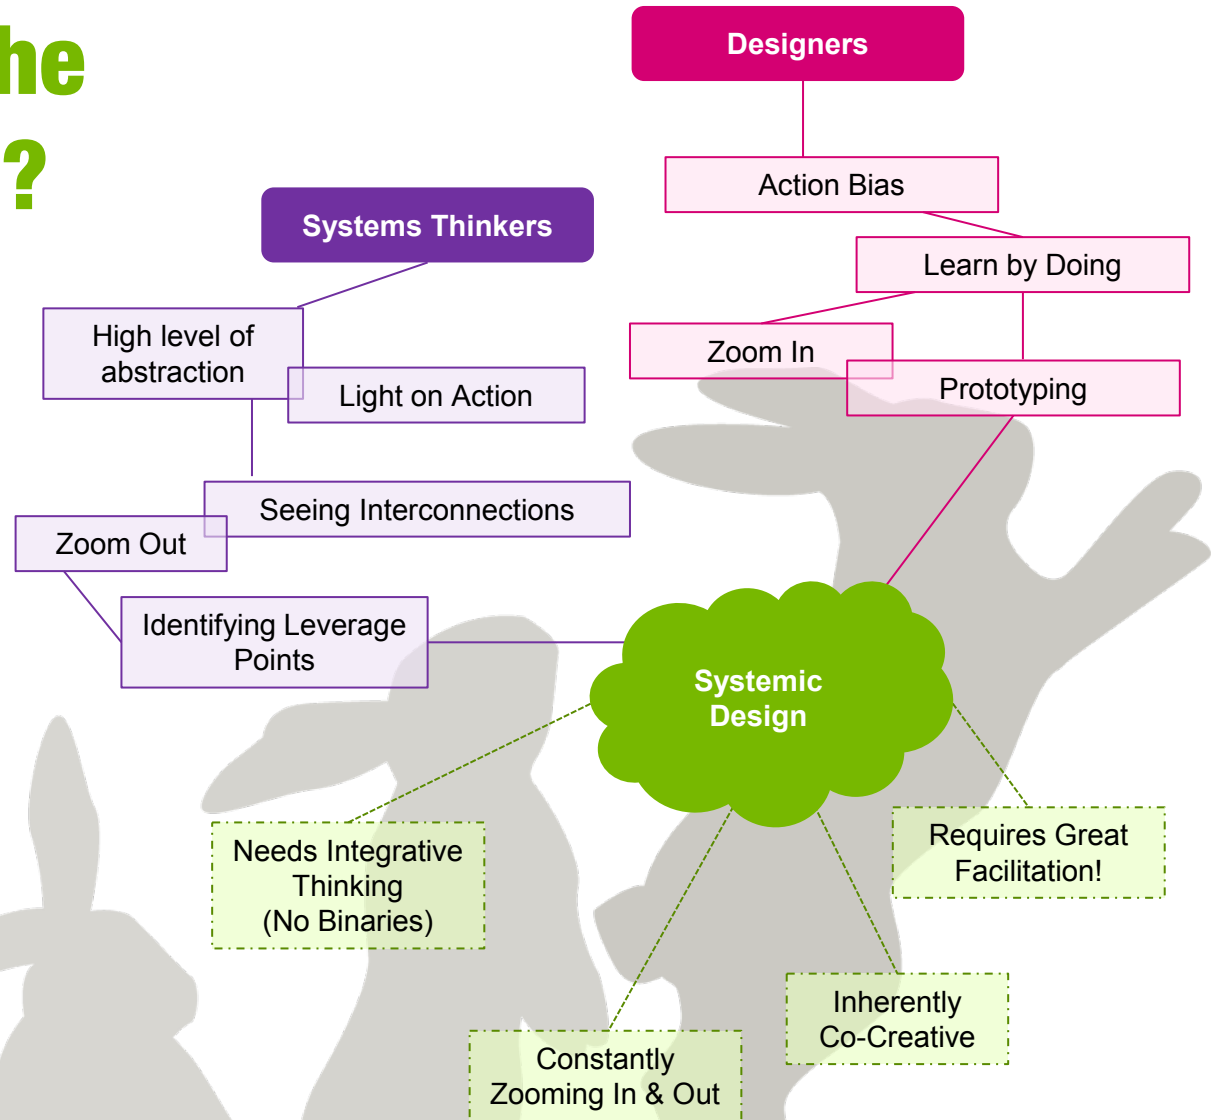 he
?
Designers
Action Bias
Learn by Doing
Zoom In
Prototyping
Systems Thinkers
High level of
abstraction
Light on Action
Seeing Interconnections
Zoom Out
Identifying Leverage
Points
Systemic
Design
Needs Integrative
Thinking
(No Binaries)
Constantly
Zooming In & Out
Inherently
Co-Creative
Requires Great
Facilitation!